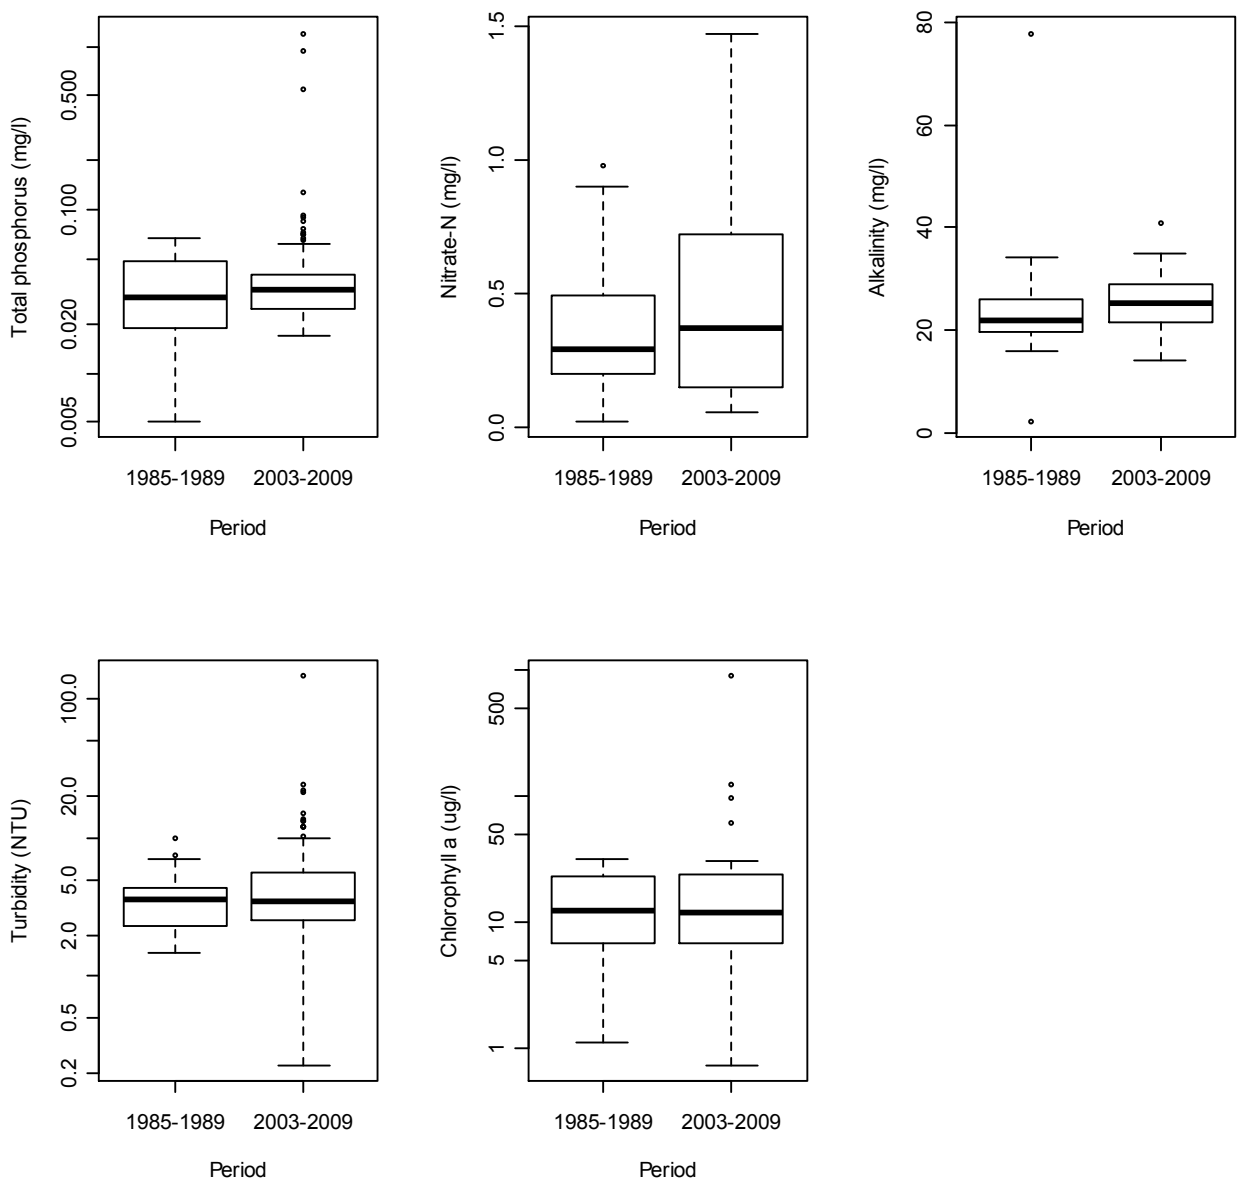 Total phosphorus (mg/l)
0.500
0.100
0.020
0.005
1985-1989 2003-2009
Period
Nitrate-N (mg/l)
1.5
1.0
0.5
0.0
1985-1989 2003-2009
Period
Alkalinity (mg/l)
80
60
40
20
0
1985-1989 2003-2009
Period
Turbidity (NTU)
100.0
20.0
5.0
2.0
0.5
0.2
1985-1989 2003-2009
Period
Chlorophyll a (ug/l)
500
50
10
5
1
1985-1989 2003-2009
Period